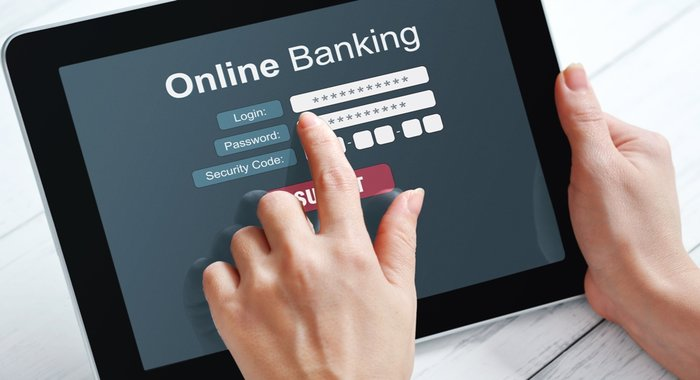 Online Banking
Login: **********
Password: *********
Security Code: - -